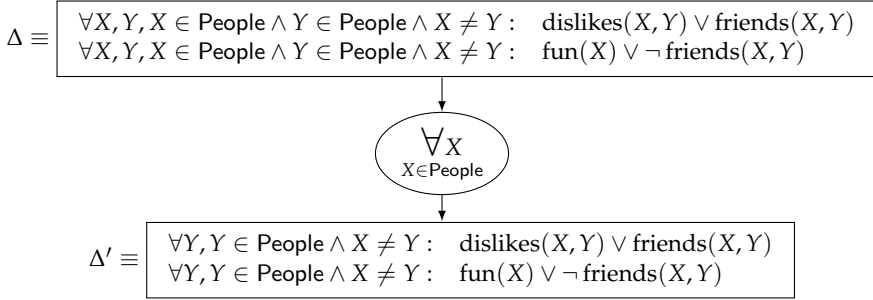 Δ ≡ ∀X, Y, X ∈ People ∧ Y ∈ People ∧ X ≠ Y : dislikes(X, Y) ∨ friends(X, Y)
∀X, Y, X ∈ People ∧ Y ∈ People ∧ X ≠ Y : fun(X) ∨ ¬ friends(X, Y)
∀X
X∈People
Δ′ ≡ ∀Y, Y ∈ People ∧ X ≠ Y : dislikes(X, Y) ∨ friends(X, Y)
∀Y, Y ∈ People ∧ X ≠ Y : fun(X) ∨ ¬ friends(X, Y)